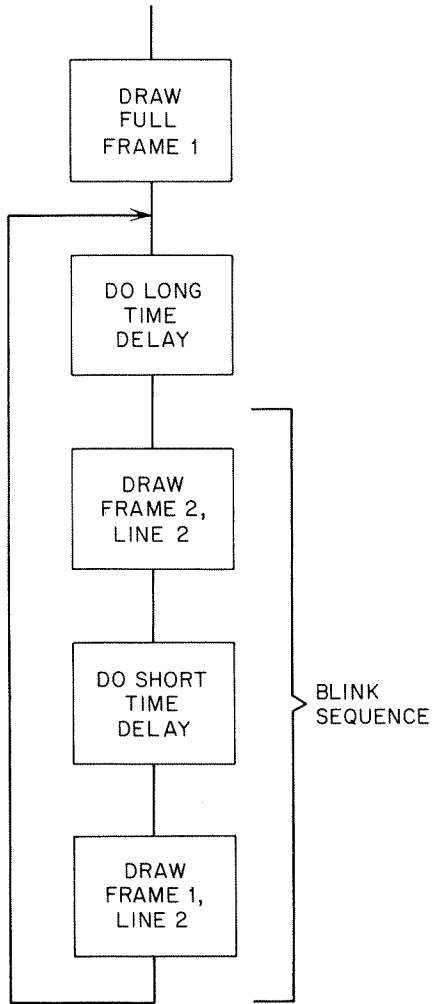 DRAW
FULL
FRAME 1
DO LONG
TIME
DELAY
DRAW
FRAME 2,
LINE 2
DO SHORT
TIME
DELAY
BLINK
SEQUENCE
DRAW
FRAME 1,
LINE 2